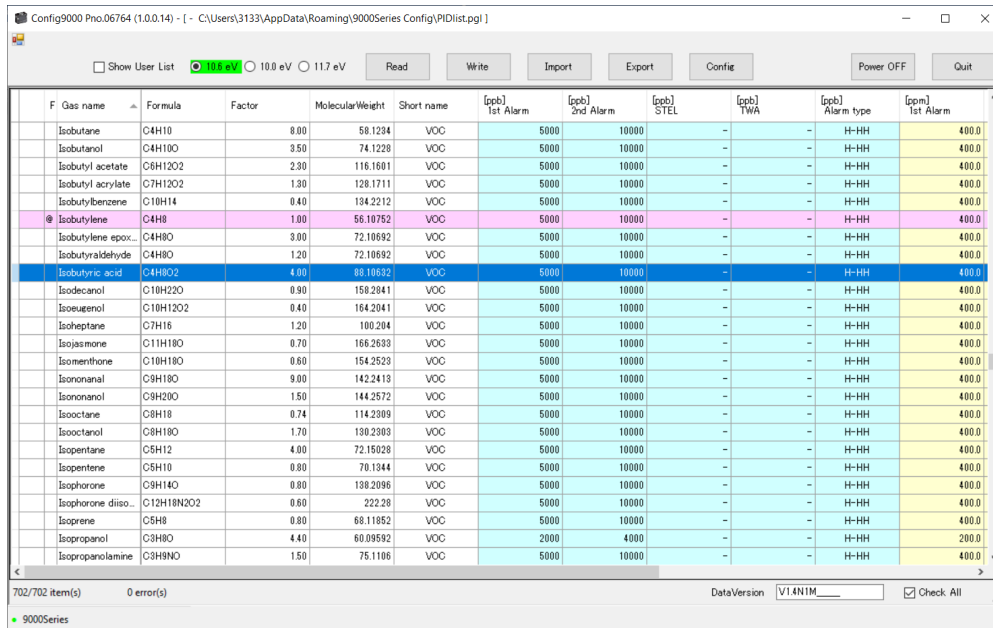 Config9000 Pno.06764 (1.0.0.14) - [ - C:\Users\3133\AppData\Roaming\9000Series Config\PIDlist.pgl ]
Show User List 10.6 eV 10.0 eV 11.7 eV Read Write Import Export Config Power OFF Quit
F Gas name Formula Factor MolecularWeight Short name [ppb] 1st Alarm [ppb] 2nd Alarm [ppb] STEL [ppb] TWA [ppb] Alarm type [ppm] 1st Alarm
Isobutane C4H10 8.00 58.1234 VOC 5000 10000 - - H-HH 400.0
Isobutanol C4H10O 3.50 74.1228 VOC 5000 10000 - - H-HH 400.0
Isobutyl acetate C6H12O2 2.30 116.1601 VOC 5000 10000 - - H-HH 400.0
Isobutyl acrylate C7H12O2 1.30 128.1711 VOC 5000 10000 - - H-HH 400.0
Isobutylbenzene C10H14 0.40 134.2212 VOC 5000 10000 - - H-HH 400.0
@ Isobutylene C4H8 1.00 56.10752 VOC 5000 10000 - - H-HH 400.0
Isobutylene epox... C4H8O 3.00 72.10692 VOC 5000 10000 - - H-HH 400.0
Isobutyraldehyde C4H8O 1.20 72.10692 VOC 5000 10000 - - H-HH 400.0
Isobutyric acid C4H8O2 4.00 88.10632 VOC 5000 10000 - - H-HH 400.0
Isodecanol C10H22O 0.90 158.2841 VOC 5000 10000 - - H-HH 400.0
Isoeugenol C10H12O2 0.40 164.2041 VOC 5000 10000 - - H-HH 400.0
Isoheptane C7H16 1.20 100.204 VOC 5000 10000 - - H-HH 400.0
Isojasmone C11H18O 0.70 166.2633 VOC 5000 10000 - - H-HH 400.0
Isomenthone C10H18O 0.60 154.2523 VOC 5000 10000 - - H-HH 400.0
Isononanal C9H18O 9.00 142.2413 VOC 5000 10000 - - H-HH 400.0
Isononanol C9H20O 1.50 144.2572 VOC 5000 10000 - - H-HH 400.0
Isooctane C8H18 0.74 114.2309 VOC 5000 10000 - - H-HH 400.0
Isooctanol C8H18O 1.70 130.2303 VOC 5000 10000 - - H-HH 400.0
Isopentane C5H12 4.00 72.15028 VOC 5000 10000 - - H-HH 400.0
Isopentene C5H10 0.80 70.1344 VOC 5000 10000 - - H-HH 400.0
Isophorone C9H14O 0.80 138.2096 VOC 5000 10000 - - H-HH 400.0
Isophorone diiso... C12H18N2O2 0.60 222.28 VOC 5000 10000 - - H-HH 400.0
Isoprene C5H8 0.80 68.11852 VOC 5000 10000 - - H-HH 400.0
Isopropanol C3H8O 4.40 60.09592 VOC 2000 4000 - - H-HH 200.0
Isopropanolamine C3H9NO 1.50 75.1106 VOC 5000 10000 - - H-HH 400.0
702/702 item(s) 0 error(s) DataVersion V1.4N1M_____ Check All
9000Series